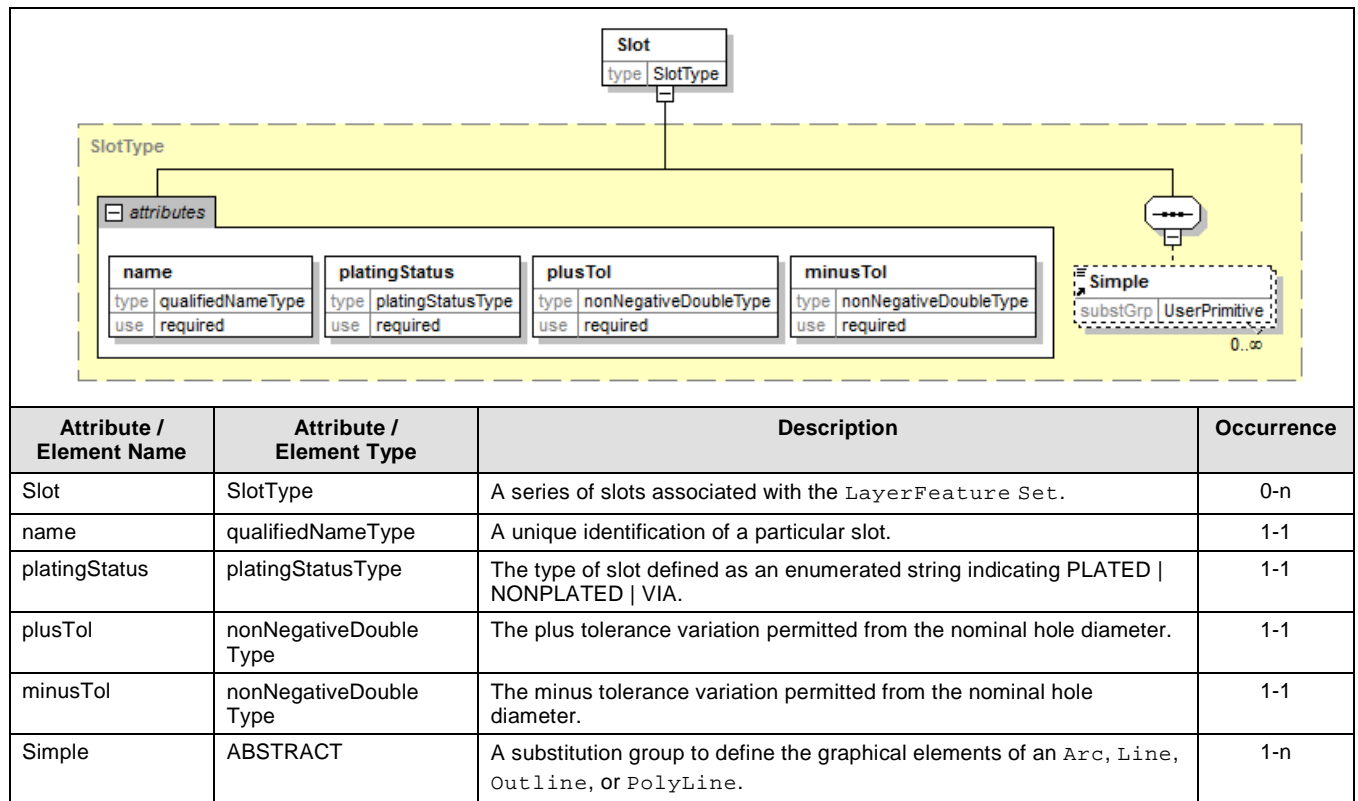 Slot
type SlotType
SlotType
attributes
name platingStatus plusTol minusTol
type qualifiedNameType type platingStatusType type nonNegativeDoubleType type nonNegativeDoubleType
use required use required use required use required
Simple
substGrp UserPrimitive
0..∞
Attribute / Attribute / Description Occurrence
Element Name Element Type
Slot SlotType A series of slots associated with the LayerFeature Set. 0-n
name qualifiedNameType A unique identification of a particular slot. 1-1
platingStatus platingStatusType The type of slot defined as an enumerated string indicating PLATED | 1-1
NONPLATED | VIA.
plusTol nonNegativeDouble The plus tolerance variation permitted from the nominal hole diameter. 1-1
Type
minusTol nonNegativeDouble The minus tolerance variation permitted from the nominal hole 1-1
Type diameter.
Simple ABSTRACT A substitution group to define the graphical elements of an Arc, Line, 1-n
Outline, or PolyLine.